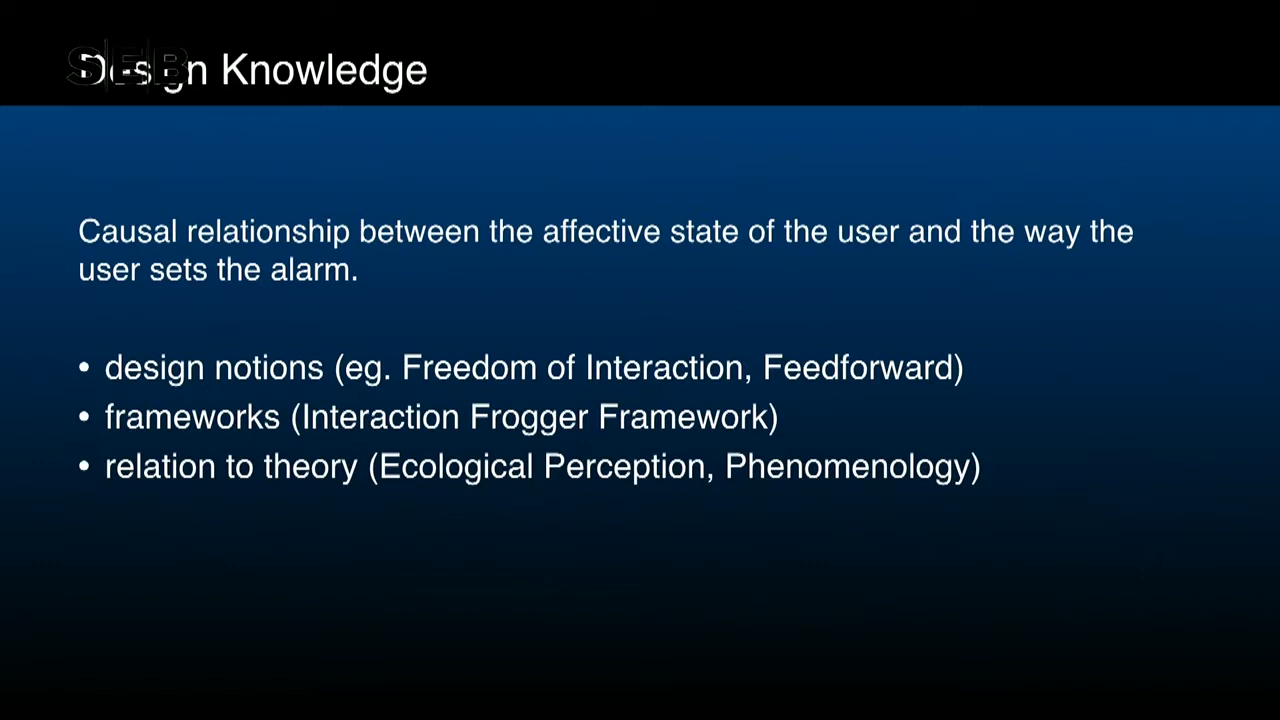 SEB
Design Knowledge
Causal relationship between the affective state of the user and the way the
user sets the alarm.
• design notions (eg. Freedom of Interaction, Feedforward)
• frameworks (Interaction Frogger Framework)
• relation to theory (Ecological Perception, Phenomenology)